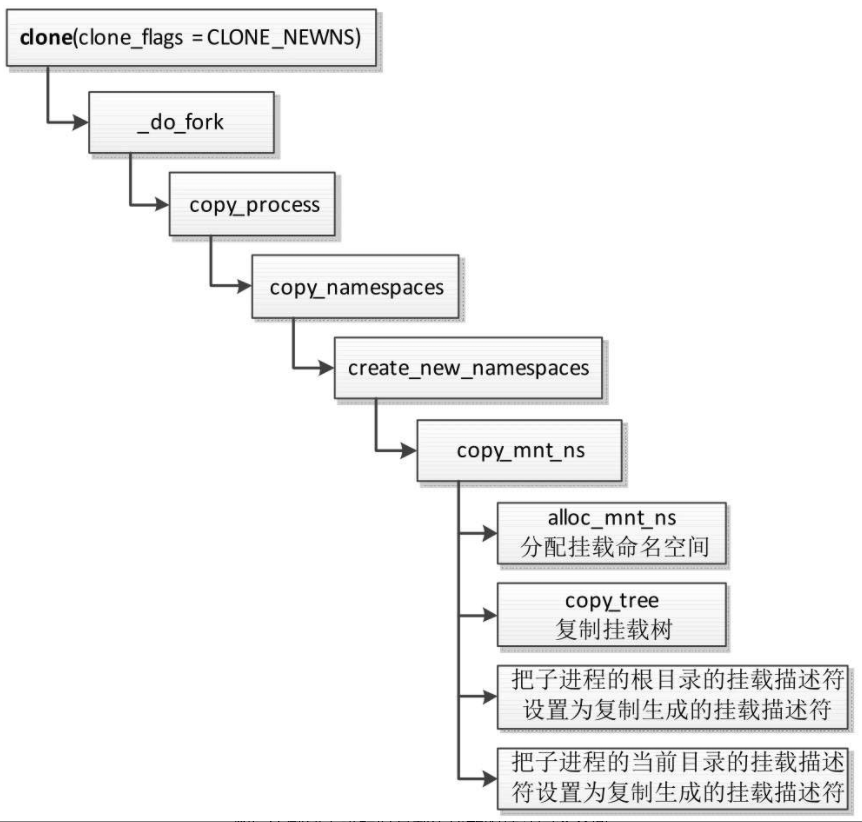 clone(clone_flags = CLONE_NEWNS)
_do_fork
copy_process
copy_namespaces
create_new_namespaces
copy_mnt_ns
alloc_mnt_ns
分配挂载命名空间
copy_tree
复制挂载树
把子进程的根目录的挂载描述符
设置为复制生成的挂载描述符
把子进程的当前目录的挂载描述
符设置为复制生成的挂载描述符